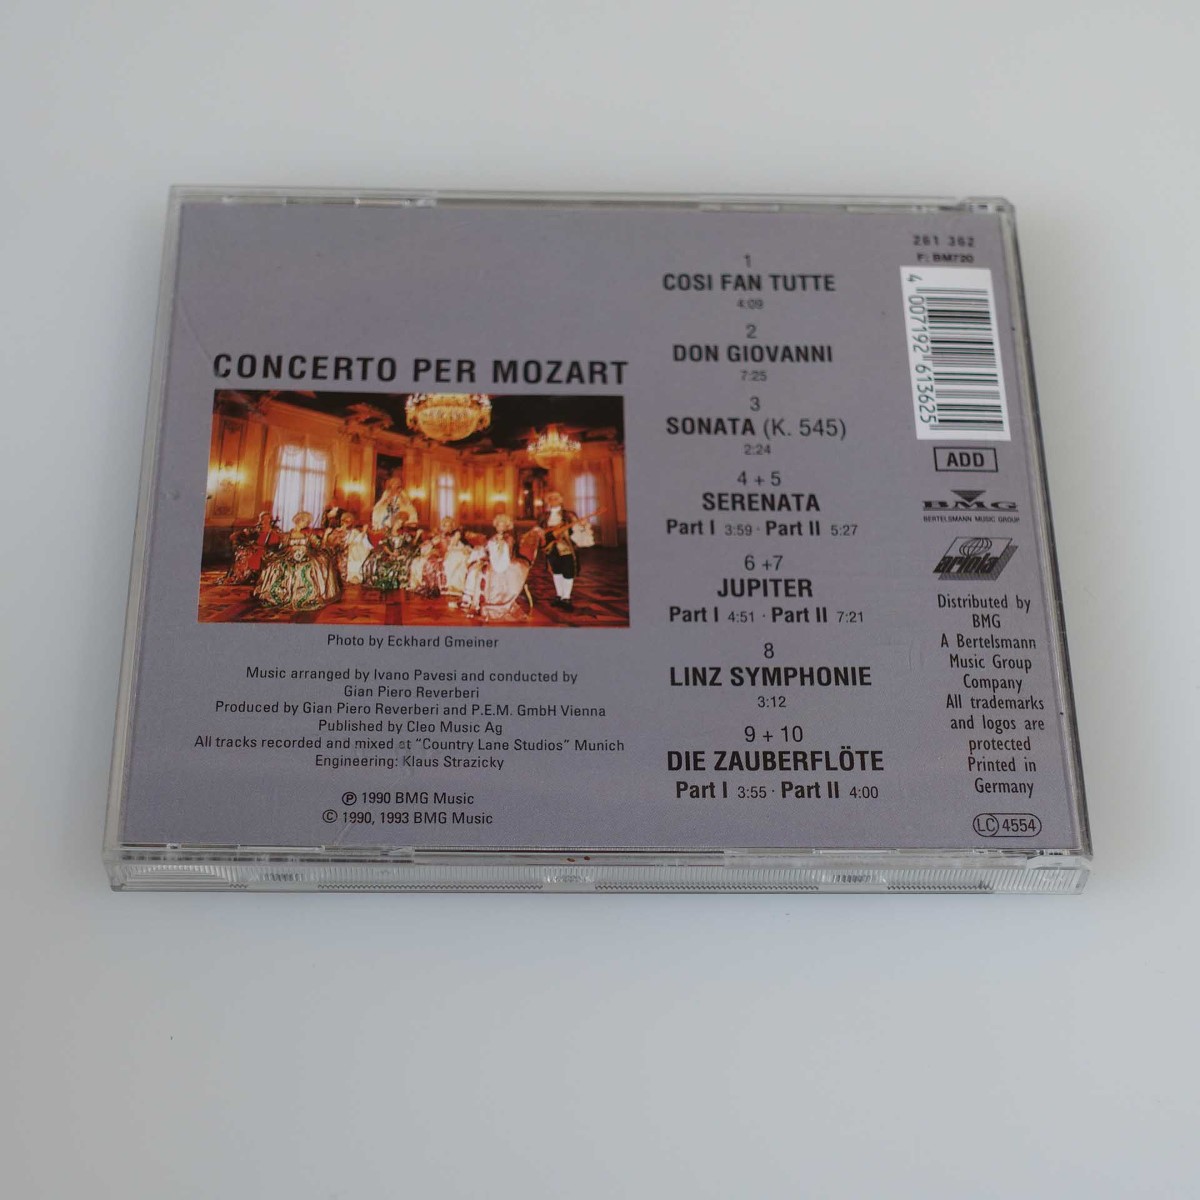 CONCERTO PER MOZART
Photo by Eckhard Gmeiner
Music arranged by Ivano Pavesi and conducted by
Gian Piero Reverberi
Produced by Gian Piero Reverberi and P.E.M. GmbH Vienna
Published by Cleo Music Ag
All tracks recorded and mixed at "Country Lane Studios" Munich
Engineering: Klaus Strazicky
℗ 1990 BMG Music
© 1990, 1993 BMG Music
1
COSI FAN TUTTE
4:09
2
DON GIOVANNI
7:25
3
SONATA (K. 545)
2:24
4 + 5
SERENATA
Part I 3:59 · Part II 5:27
6 +7
JUPITER
Part I 4:51 · Part II 7:21
8
LINZ SYMPHONIE
3:12
9 + 10
DIE ZAUBERFLÖTE
Part I 3:55 · Part II 4:00
261 362
F: BM720
4 007192 613625
ADD
BMG
BERTELSMANN MUSIC GROUP
ariola
Distributed by
BMG
A Bertelsmann
Music Group
Company
All trademarks
and logos are
protected
Printed in
Germany
LC 4554